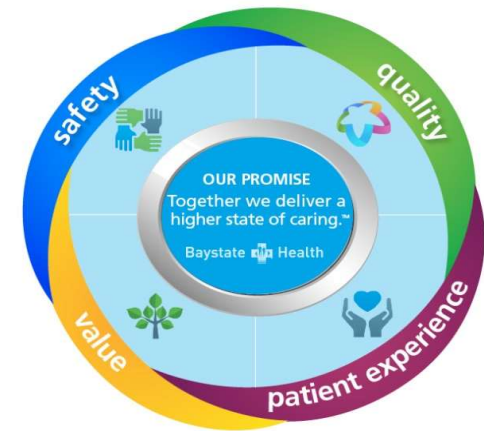 safety
quality
OUR PROMISE
Together we deliver a
higher state of caring.™
Baystate Health
value
patient experience